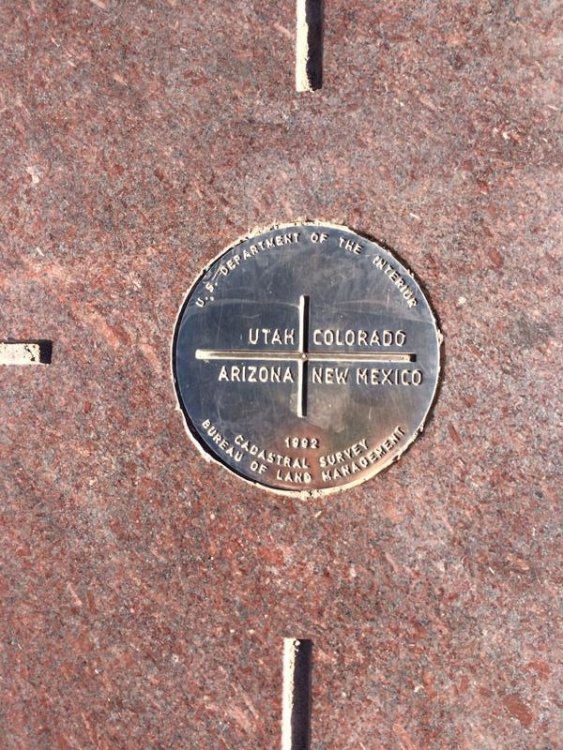 U.S. DEPARTMENT OF THE INTERIOR
UTAH COLORADO
ARIZONA NEW MEXICO
1992
CADASTRAL SURVEY
BUREAU OF LAND MANAGEMENT